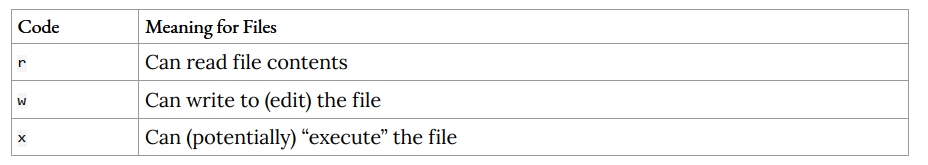 Code Meaning for Files
r Can read file contents
w Can write to (edit) the file
x Can (potentially) “execute” the file